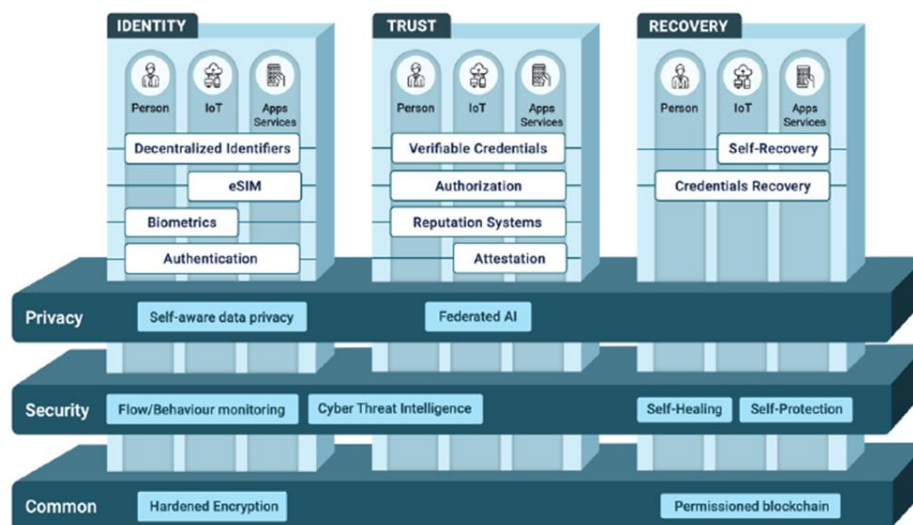 IDENTITY
TRUST
RECOVERY
Person
IoT
Apps
Services
Person
IoT
Apps
Services
Person
IoT
Apps
Services
Decentralized Identifiers
Verifiable Credentials
Self-Recovery
eSIM
Authorization
Credentials Recovery
Biometrics
Reputation Systems
Authentication
Attestation
Privacy
Self-aware data privacy
Federated AI
Security
Flow/Behaviour monitoring
Cyber Threat Intelligence
Self-Healing
Self-Protection
Common
Hardened Encryption
Permissioned blockchain